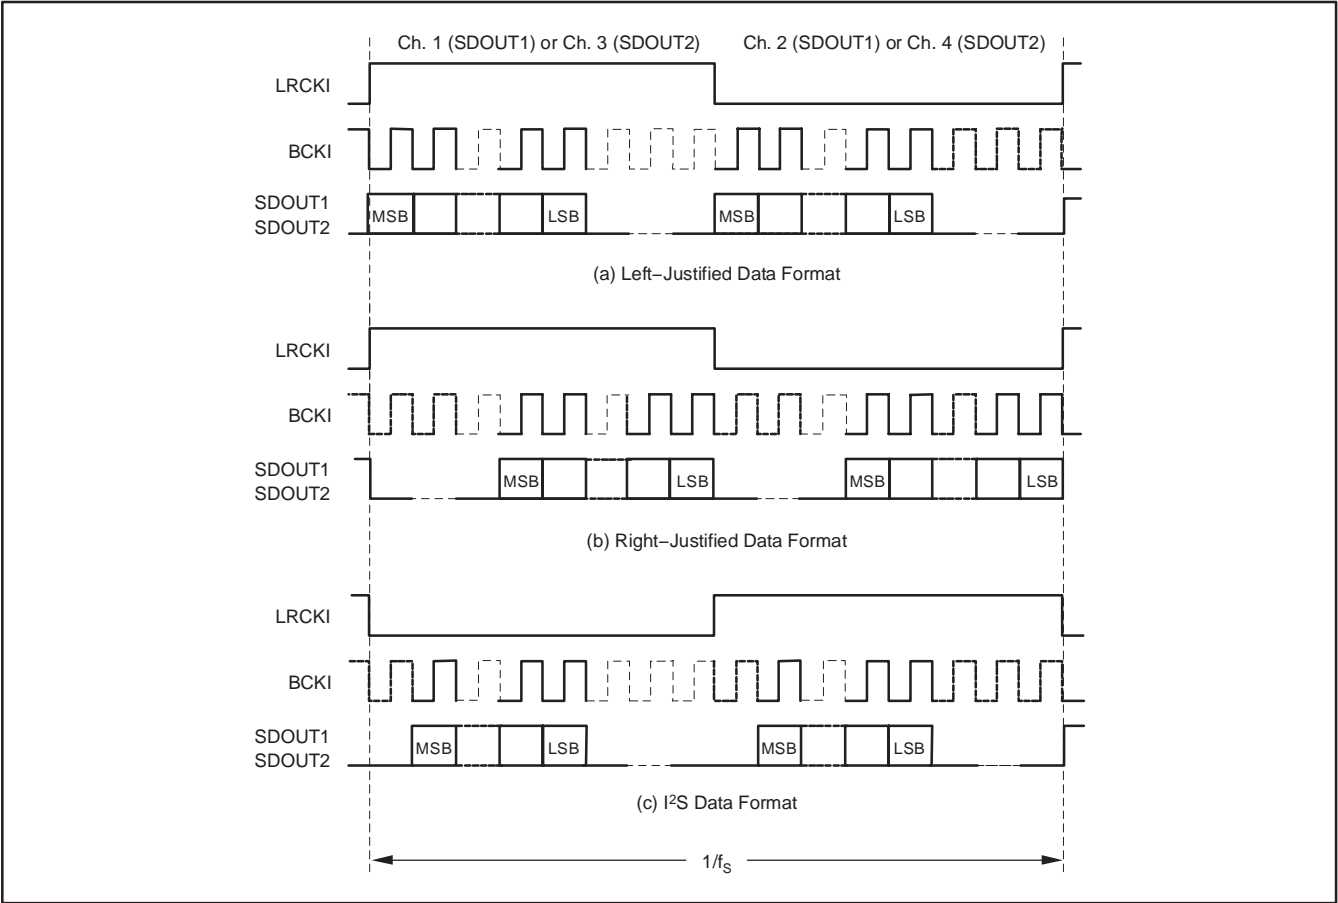 Ch. 1 (SDOUT1) or Ch. 3 (SDOUT2) Ch. 2 (SDOUT1) or Ch. 4 (SDOUT2)
LRCKI
BCKI
SDOUT1
MSB LSB MSB LSB
SDOUT2
(a) Left−Justified Data Format
LRCKI
BCKI
SDOUT1
MSB LSB MSB LSB
SDOUT2
(b) Right−Justified Data Format
LRCKI
BCKI
SDOUT1
MSB LSB MSB LSB
SDOUT2
(c) I²S Data Format
1/fS